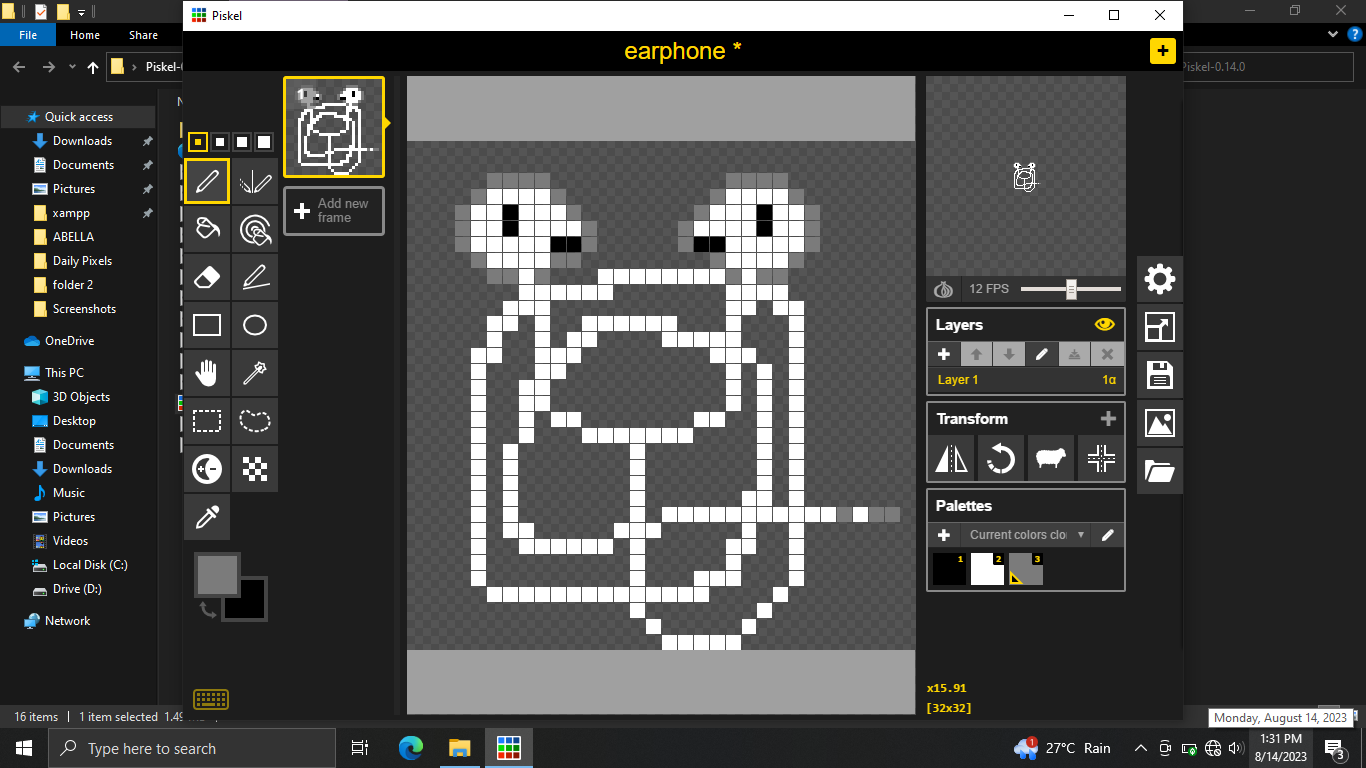 Piskel
File
Home
Share
earphone *
+
Piskel-0
Piskel-0.14.0
Quick access
Downloads
Documents
Pictures
xampp
ABELLA
Daily Pixels
folder 2
Screenshots
OneDrive
This PC
3D Objects
Desktop
Documents
Downloads
Music
Pictures
Videos
Local Disk (C:)
Drive (D:)
Network
1
Add new
frame
12 FPS
Layers
Layer 1
1α
Transform
Palettes
Current colors clo
1
2
3
x15.91
[32x32]
16 items
1 item selected
Monday, August 14, 2023
Type here to search
1
27°C Rain
1:31 PM
8/14/2023
3